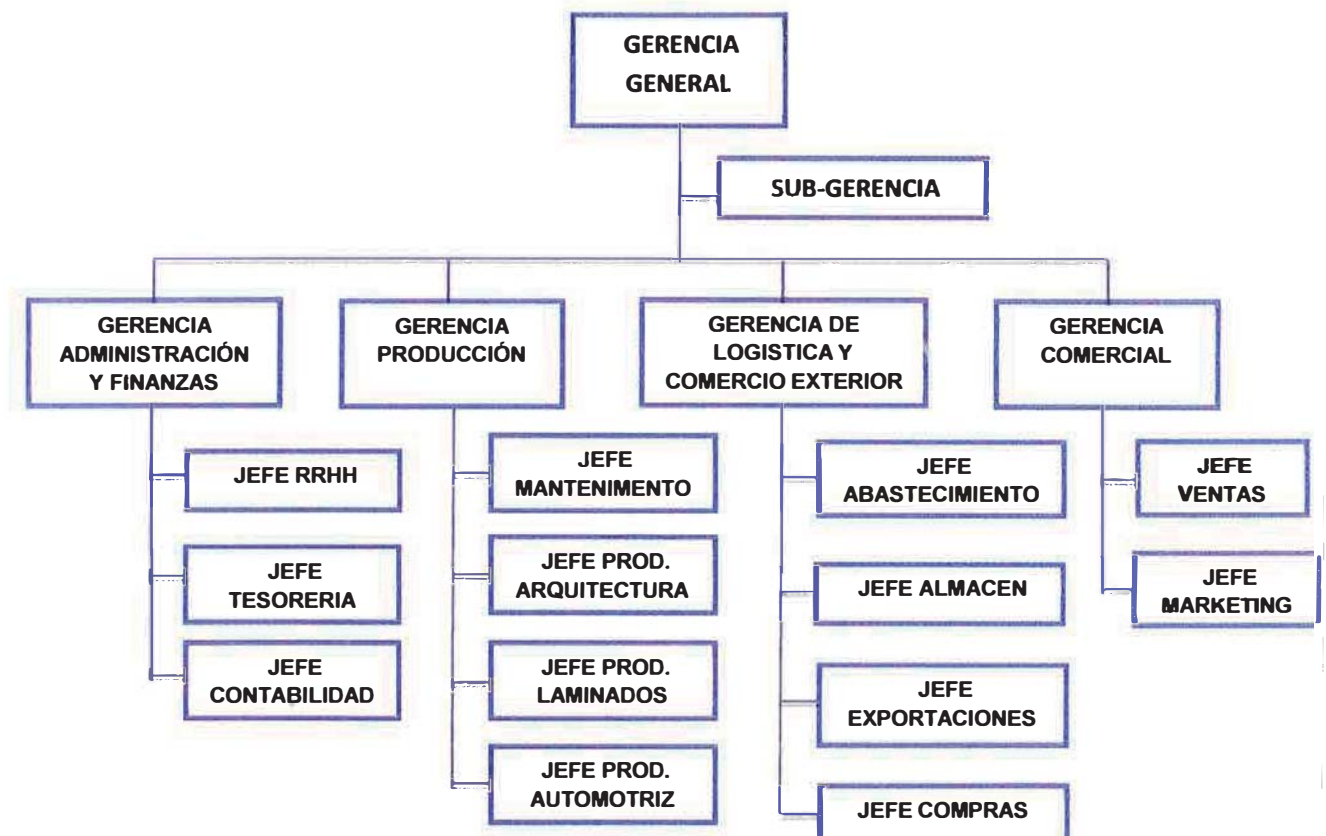 GERENCIA
GENERAL
SUB-GERENCIA
GERENCIA
ADMINISTRACIÓN
Y FINANZAS
GERENCIA
PRODUCCIÓN
GERENCIA DE
LOGISTICA Y
COMERCIO EXTERIOR
GERENCIA
COMERCIAL
JEFE RRHH
JEFE
TESORERIA
JEFE
CONTABILIDAD
JEFE
MANTENIMENTO
JEFE PROD.
ARQUITECTURA
JEFE PROD.
LAMINADOS
JEFE PROD.
AUTOMOTRIZ
JEFE
ABASTECIMIENTO
JEFE ALMACEN
JEFE
EXPORTACIONES
JEFE COMPRAS
JEFE
VENTAS
JEFE
MARKETING